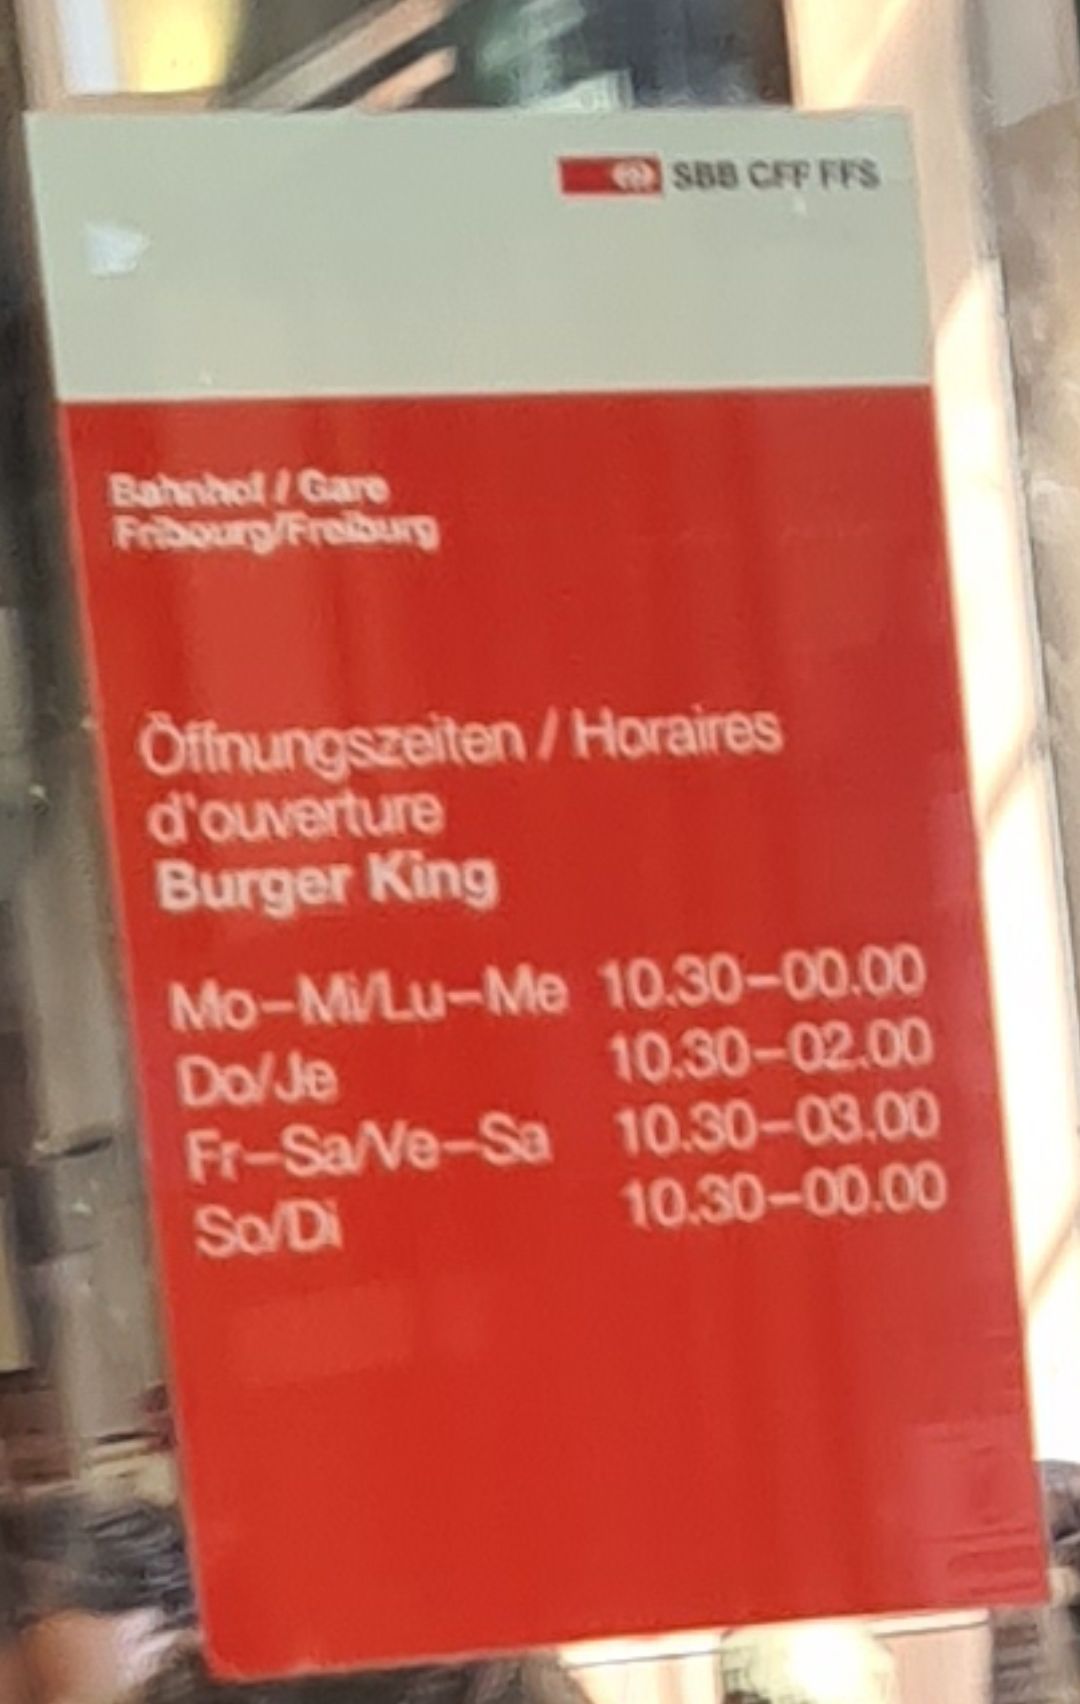 SBB CFF FFS
Bahnhof / Gare
Fribourg/Freiburg
Öffnungszeiten / Horaires
d'ouverture
Burger King
Mo–Mi/Lu–Me 10.30–00.00
Do/Je 10.30–02.00
Fr–Sa/Ve–Sa 10.30–03.00
So/Di 10.30–00.00